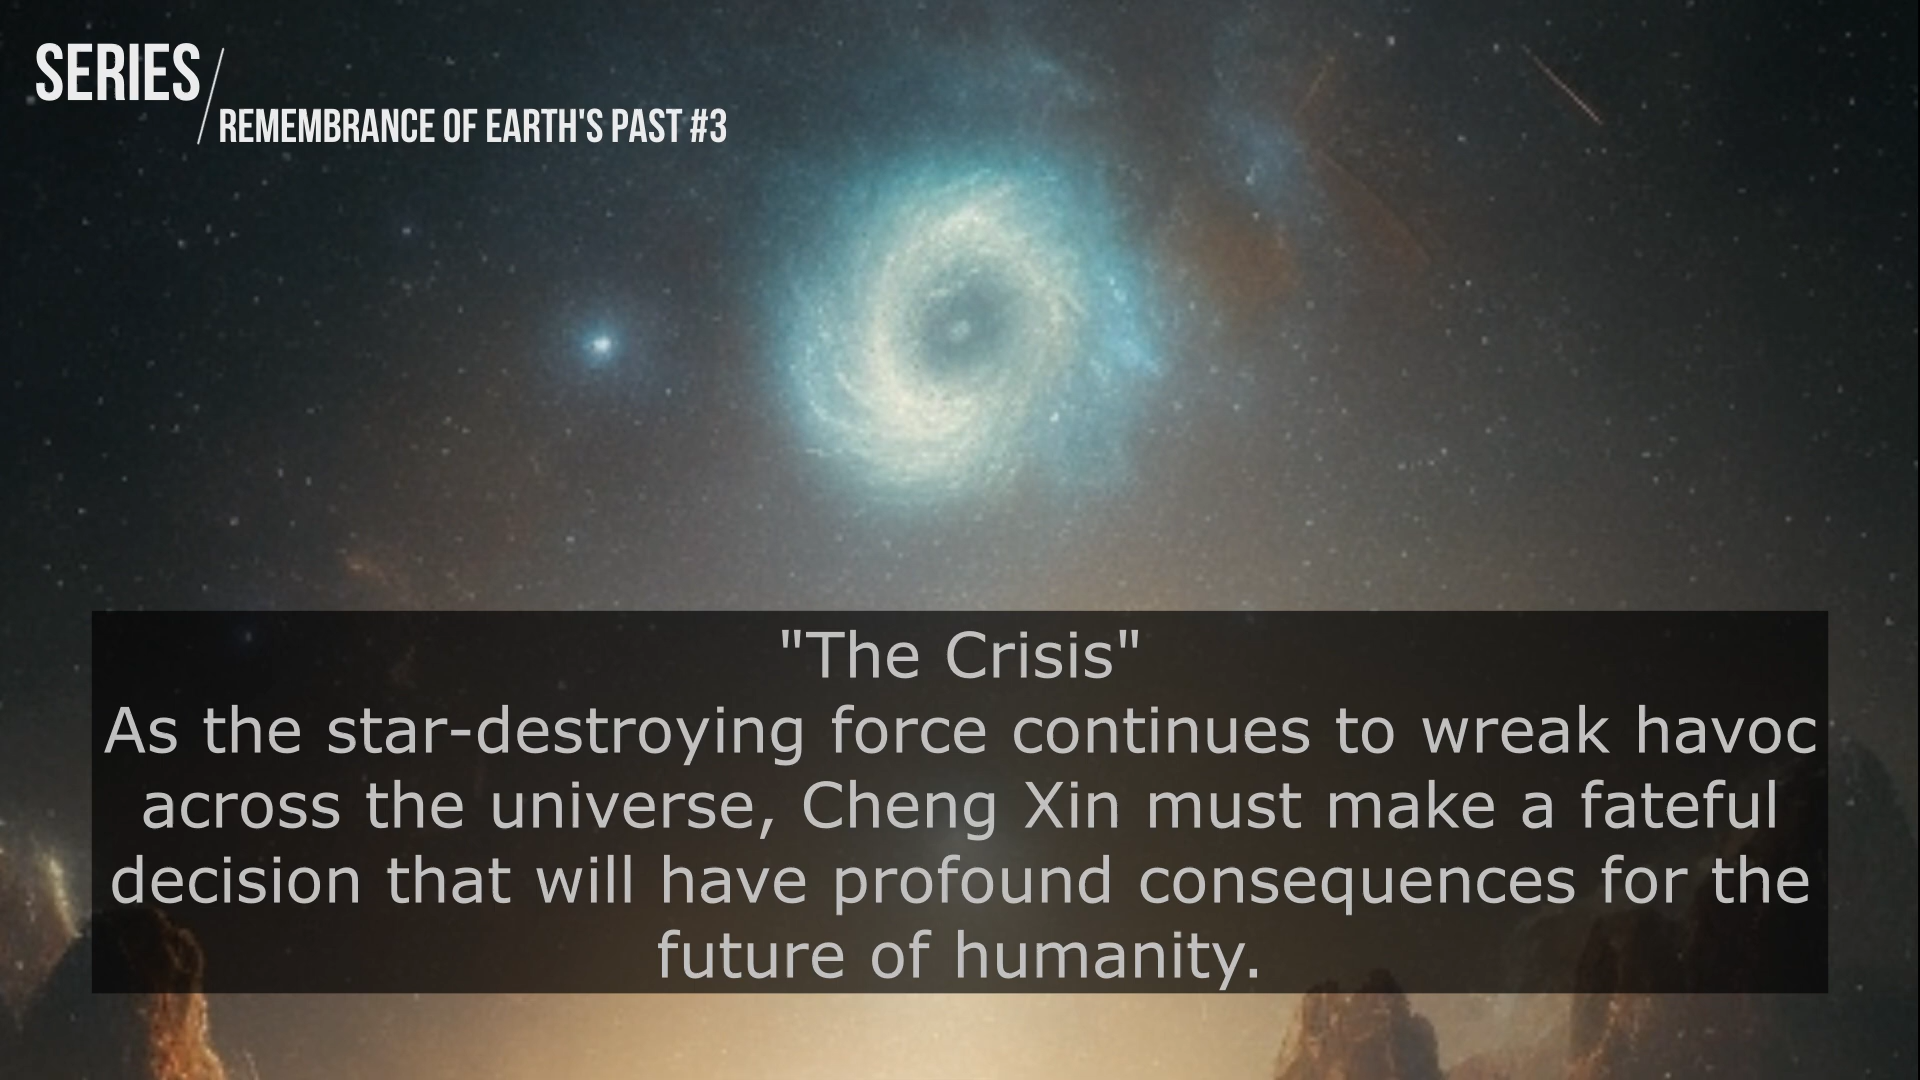 SERIES
REMEMBRANCE OF EARTH'S PAST #3
"The Crisis"
As the star-destroying force continues to wreak havoc
across the universe, Cheng Xin must make a fateful
decision that will have profound consequences for the
future of humanity.